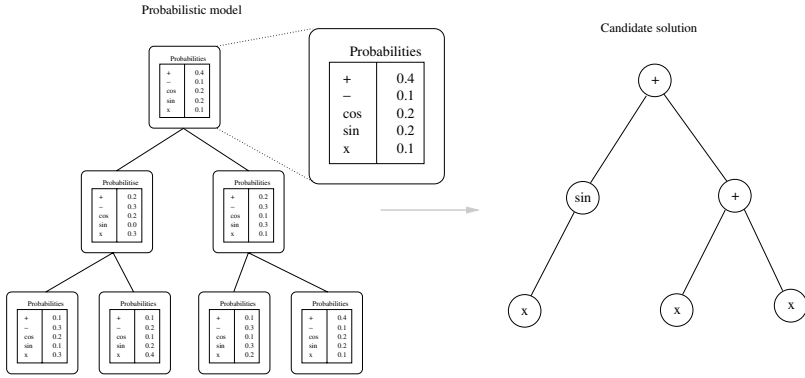 Probabilistic model
Candidate solution
Probabilities
+ 0.4
− 0.1
cos 0.2
sin 0.2
x 0.1
Probabilities
+ 0.4
− 0.1
cos 0.2
sin 0.2
x 0.1
Probabilitise
+ 0.2
− 0.3
cos 0.2
sin 0.0
x 0.3
Probabilities
+ 0.2
− 0.3
cos 0.1
sin 0.3
x 0.1
Probabilities
+ 0.1
− 0.3
cos 0.2
sin 0.1
x 0.3
Probabilities
+ 0.1
− 0.2
cos 0.1
sin 0.2
x 0.4
Probabilities
+ 0.1
− 0.3
cos 0.1
sin 0.3
x 0.2
Probabilities
+ 0.4
− 0.1
cos 0.2
sin 0.2
x 0.1
+
sin
+
x
x
x